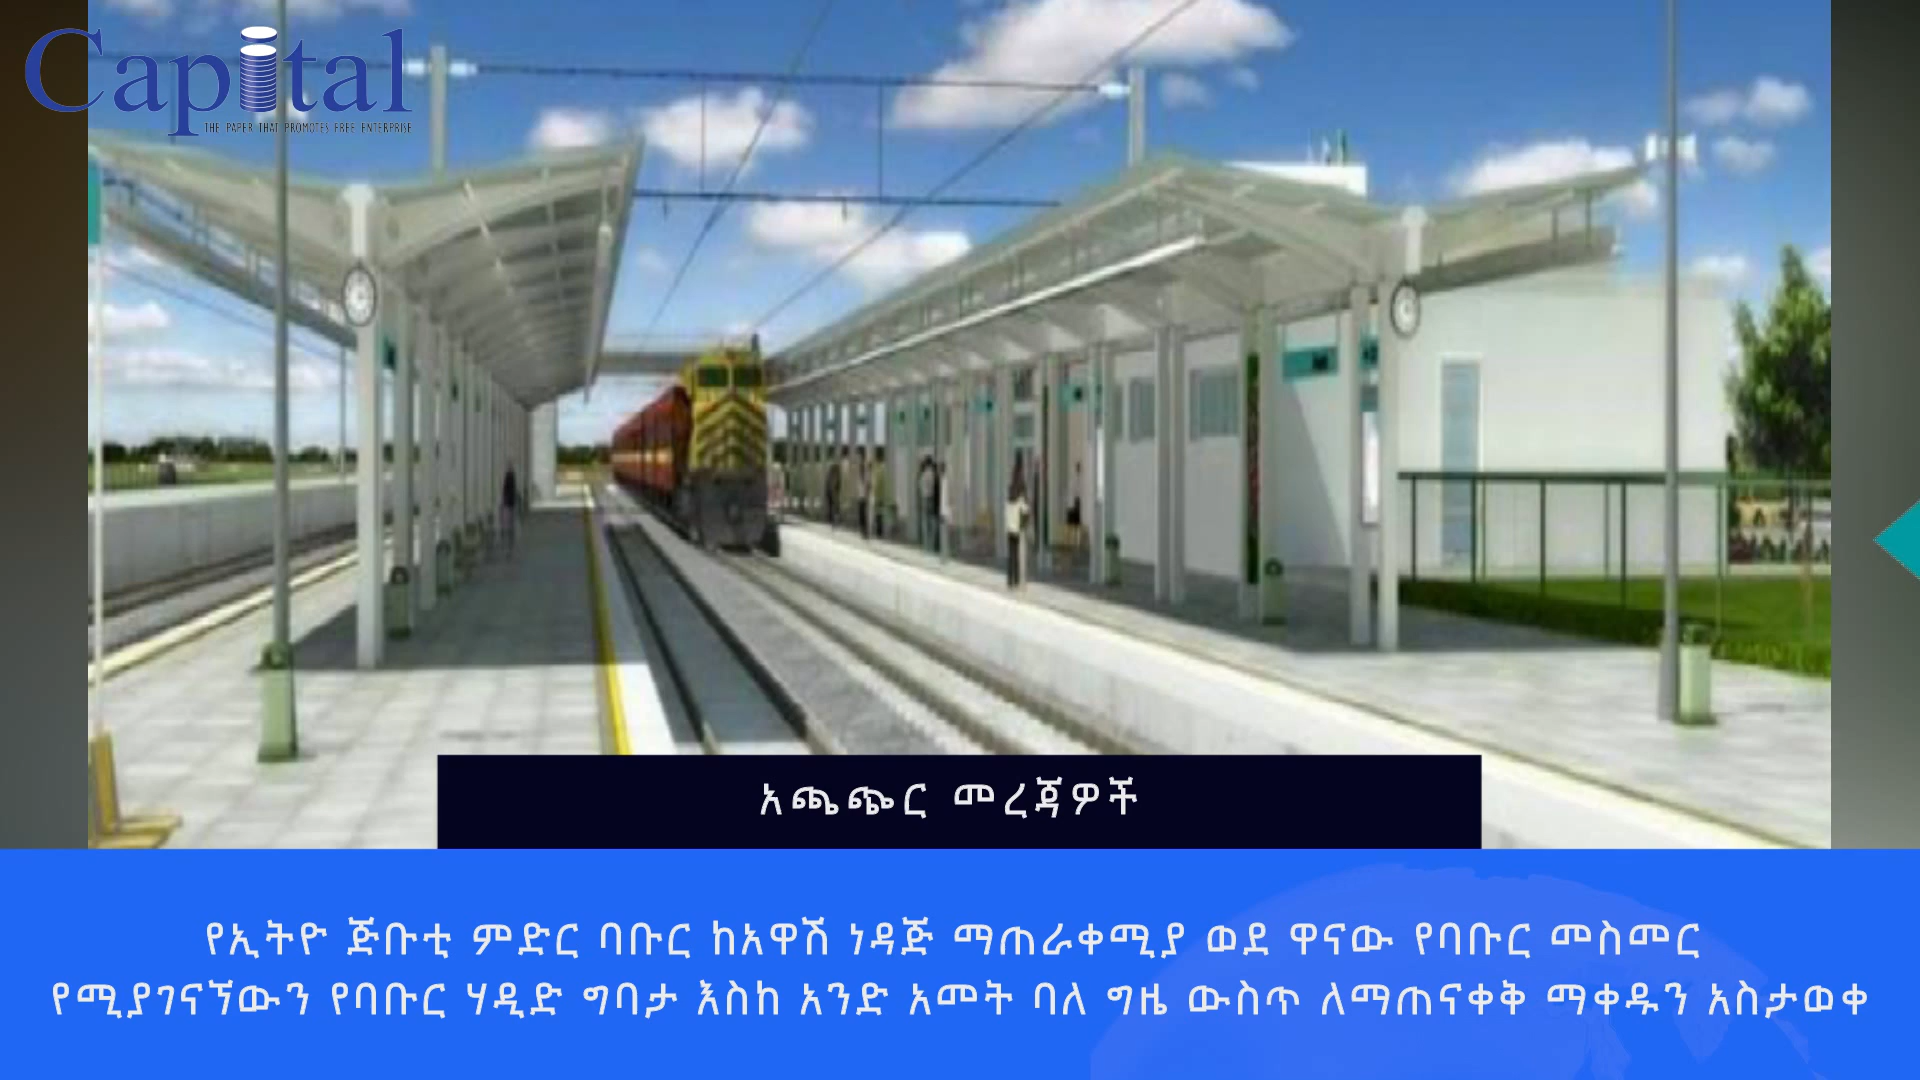 Capital
THE PAPER THAT PROMOTES FREE ENTERPRISE
አጫጭር መረጃዎች
የኢትዮ ጅቡቲ ምድር ባቡር ከአዋሽ ነዳጅ ማጠራቀሚያ ወደ ዋናው የባቡር መስመር
የሚያገናኘውን የባቡር ሃዲድ ግባታ እስከ አንድ አመት ባለ ግዜ ውስጥ ለማጠናቀቅ ማቀዱን አስታወቀ